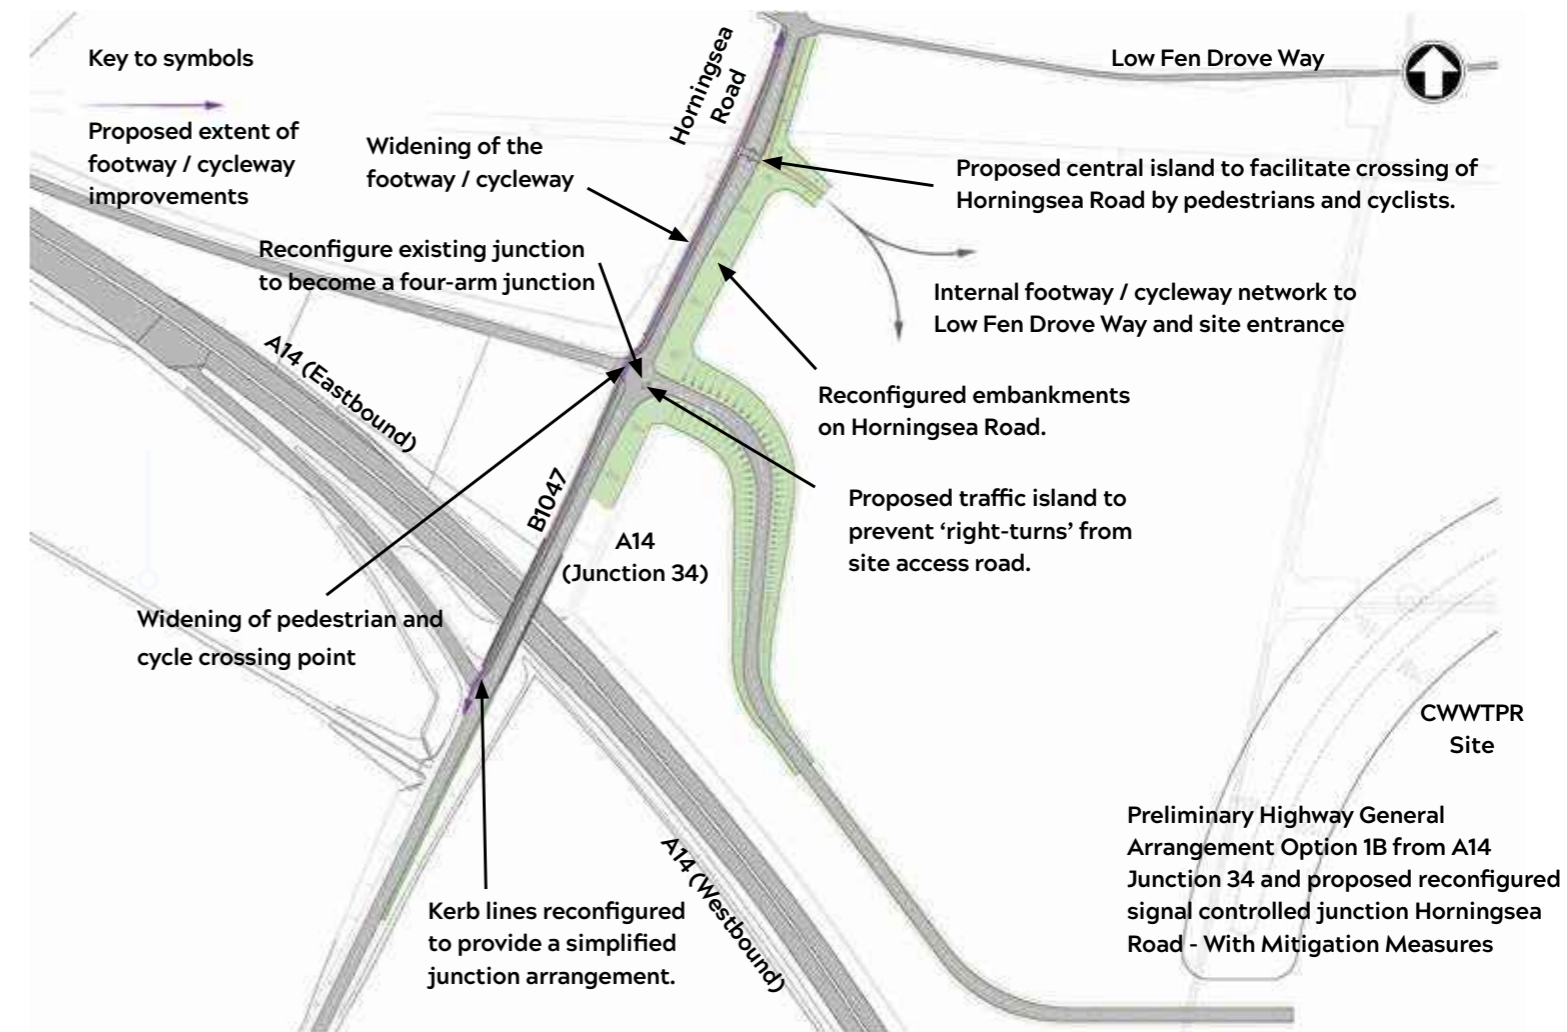 Key to symbols
Proposed extent of
footway / cycleway
improvements
Horningsea
Road
Low Fen Drove Way
Widening of the
footway / cycleway
Proposed central island to facilitate crossing of
Horningsea Road by pedestrians and cyclists.
Reconfigure existing junction
to become a four-arm junction
Internal footway / cycleway network to
Low Fen Drove Way and site entrance
A14 (Eastbound)
Reconfigured embankments
on Horningsea Road.
B1047
Proposed traffic island to
prevent ‘right-turns’ from
site access road.
A14
(Junction 34)
Widening of pedestrian and
cycle crossing point
CWWTPR
Site
Preliminary Highway General
Arrangement Option 1B from A14
Junction 34 and proposed reconfigured
signal controlled junction Horningsea
Road - With Mitigation Measures
A14 (Westbound)
Kerb lines reconfigured
to provide a simplified
junction arrangement.